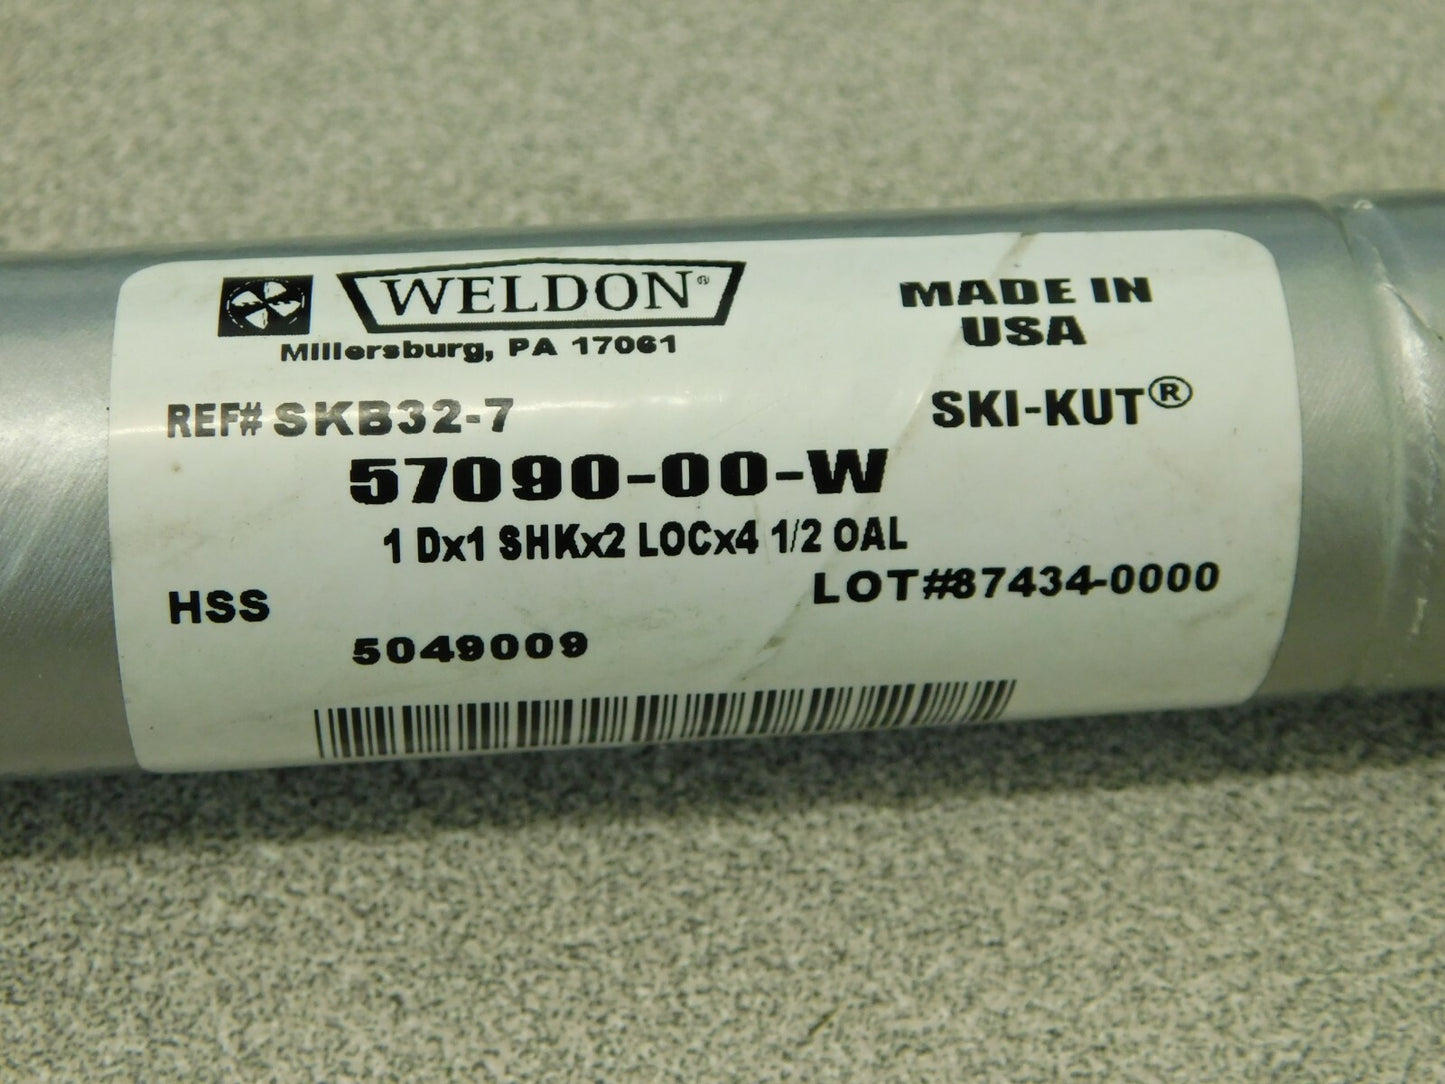 WELDON®
Millersburg, PA 17061
MADE IN
USA
REF# SKB32-7
SKI-KUT®
57090-00-W
1 Dx1 SHKx2 LOCx4 1/2 OAL
HSS
LOT#87434-0000
5049009